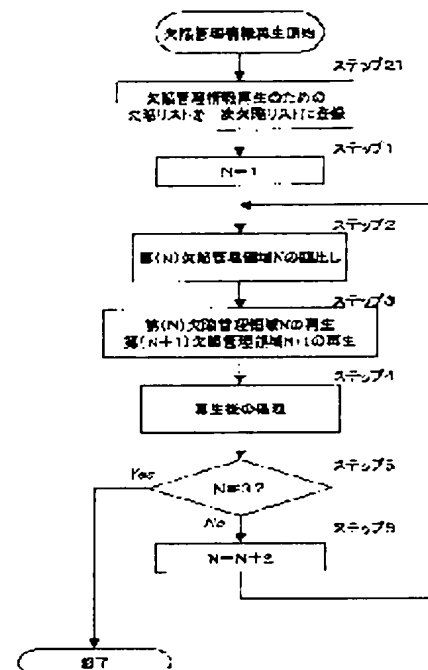 欠陥管理情報再生開始
ステップ21
欠陥管理情報再生のための
欠陥リストを一次欠陥リストに登録
ステップ1
N=1
ステップ2
第(N)欠陥管理領域Nの頭出し
ステップ3
第(N)欠陥管理領域Nの再生
第(N+1)欠陥管理領域N+1の再生
ステップ4
再生後の処理
ステップ5
Yes
N=3?
No
N=N+2
終了